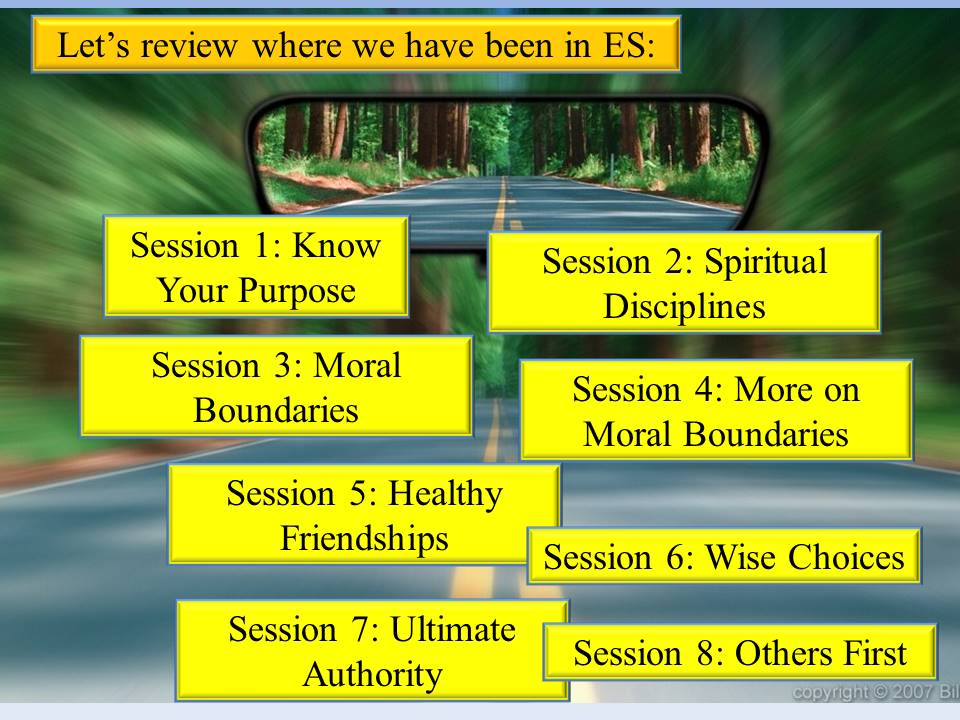 Let’s review where we have been in ES:
Session 1: Know
Your Purpose
Session 2: Spiritual
Disciplines
Session 3: Moral
Boundaries
Session 4: More on
Moral Boundaries
Session 5: Healthy
Friendships
Session 6: Wise Choices
Session 7: Ultimate
Authority
Session 8: Others First
copyright © 2007 Bil